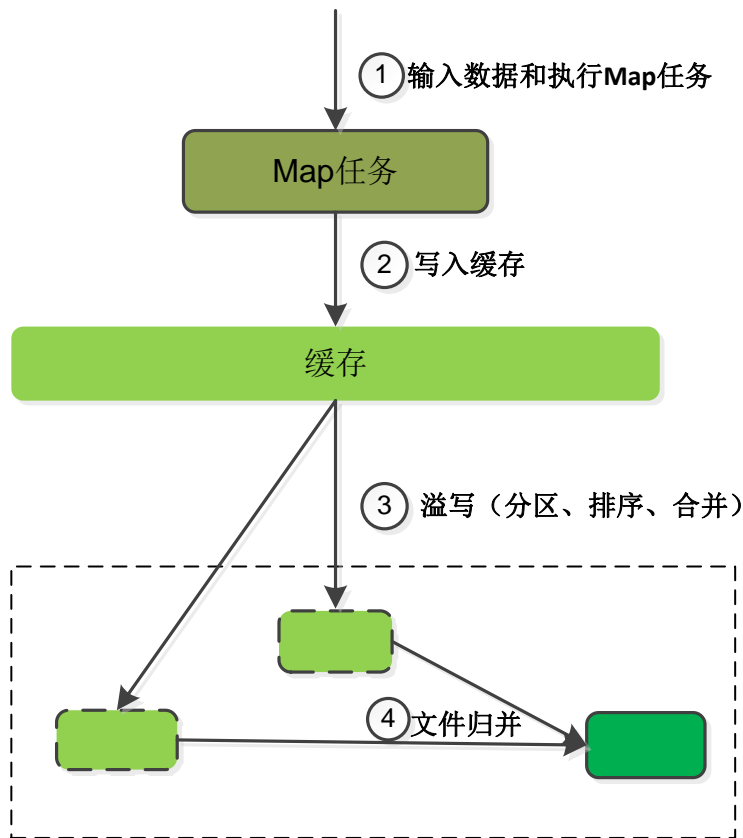 ① 输入数据和执行Map任务
Map任务
② 写入缓存
缓存
③ 溢写（分区、排序、合并）
④ 文件归并